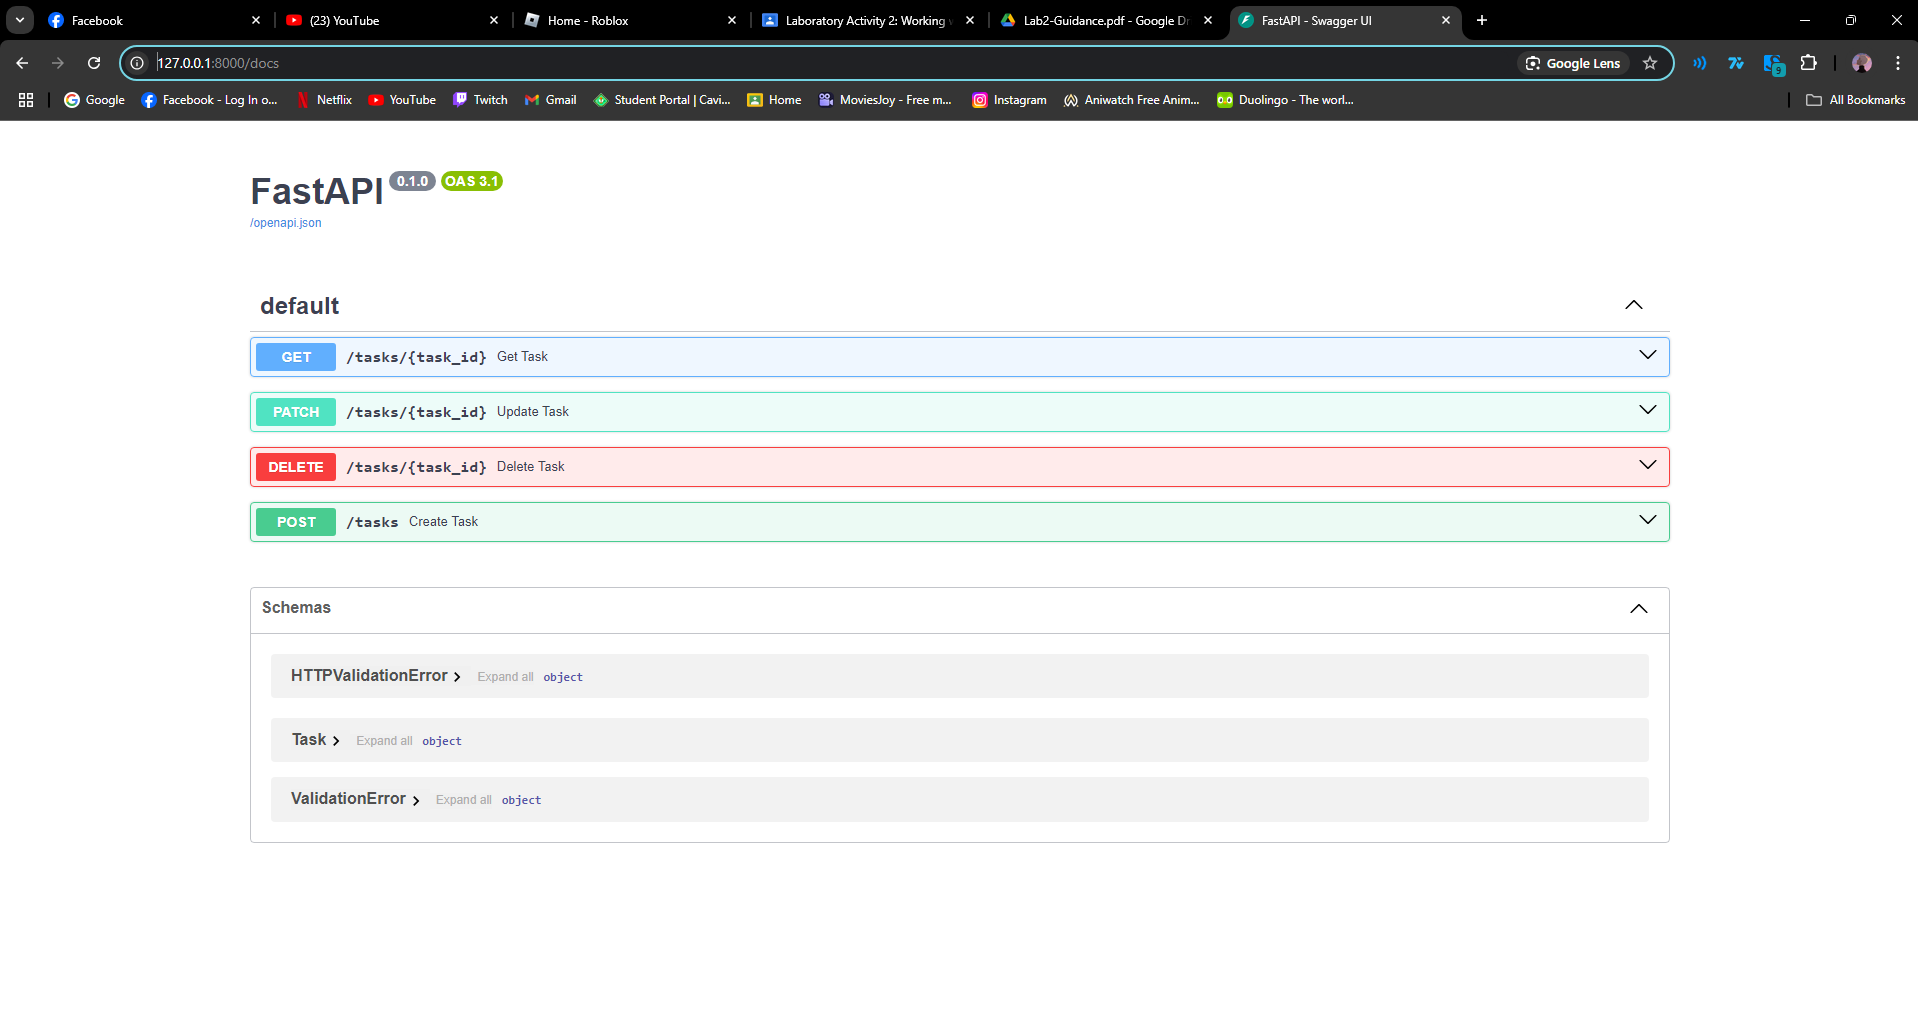 Facebook
(23) YouTube
Home - Roblox
Laboratory Activity 2: Working
Lab2-Guidance.pdf - Google Dr
FastAPI - Swagger UI
127.0.0.1:8000/docs
Google Lens
9
Google
Facebook - Log In o...
Netflix
YouTube
Twitch
Gmail
Student Portal | Cavi...
Home
MoviesJoy - Free m...
Instagram
Aniwatch Free Anim...
Duolingo - The worl...
All Bookmarks
FastAPI 0.1.0 OAS 3.1
/openapi.json
default
GET /tasks/{task_id} Get Task
PATCH /tasks/{task_id} Update Task
DELETE /tasks/{task_id} Delete Task
POST /tasks Create Task
Schemas
HTTPValidationError Expand all object
Task Expand all object
ValidationError Expand all object